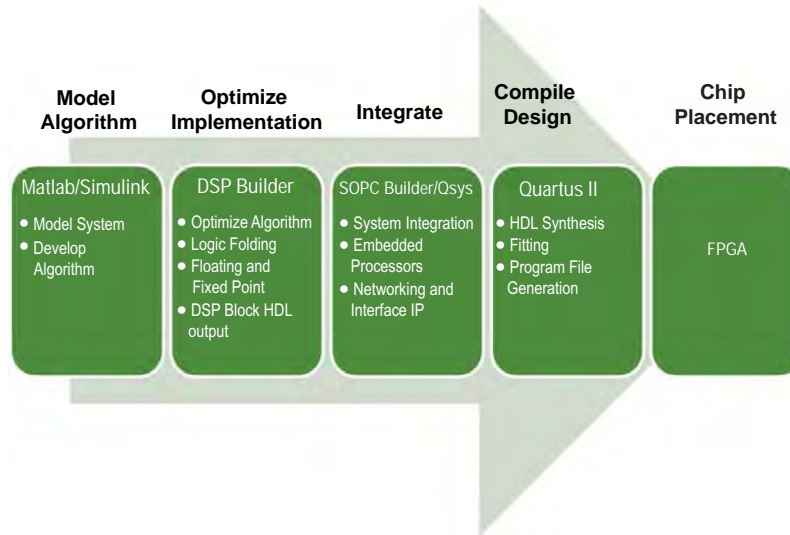 Model
Algorithm
Optimize
Implementation
Integrate
Compile
Design
Chip
Placement
Matlab/Simulink
• Model System
• Develop
Algorithm
DSP Builder
• Optimize Algorithm
• Logic Folding
• Floating and
Fixed Point
• DSP Block HDL
output
SOPC Builder/Qsys
• System Integration
• Embedded
Processors
• Networking and
Interface IP
Quartus II
• HDL Synthesis
• Fitting
• Program File
Generation
FPGA